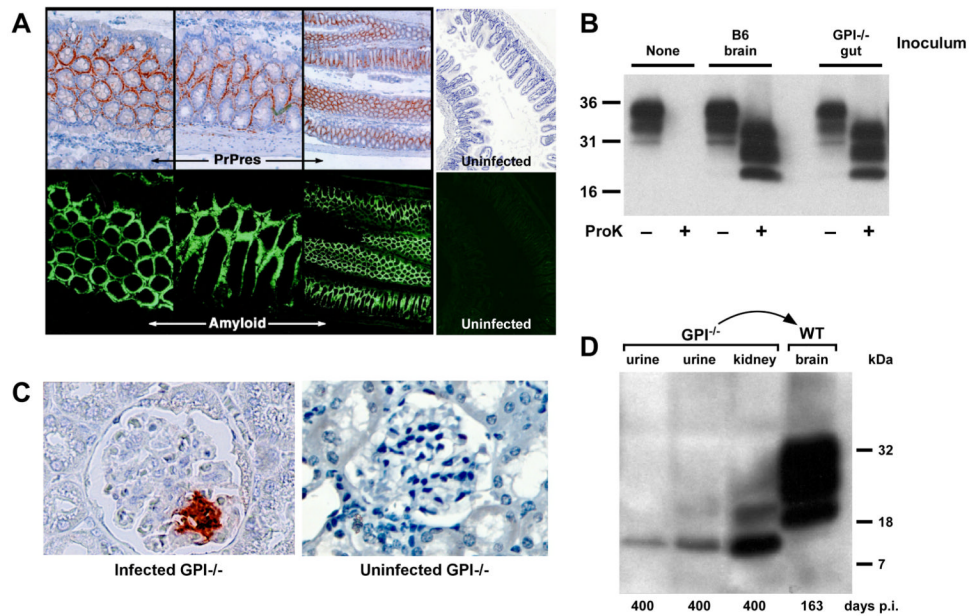 A
PrPres
Uninfected
Amyloid
Uninfected
B
None
B6
brain
GPI-/-
gut
Inoculum
36
31
16
ProK − + − + − +
C
Infected GPI-/-
Uninfected GPI-/-
D
GPI-/-
WT
urine urine kidney brain kDa
32
18
7
400 400 400 163 days p.i.